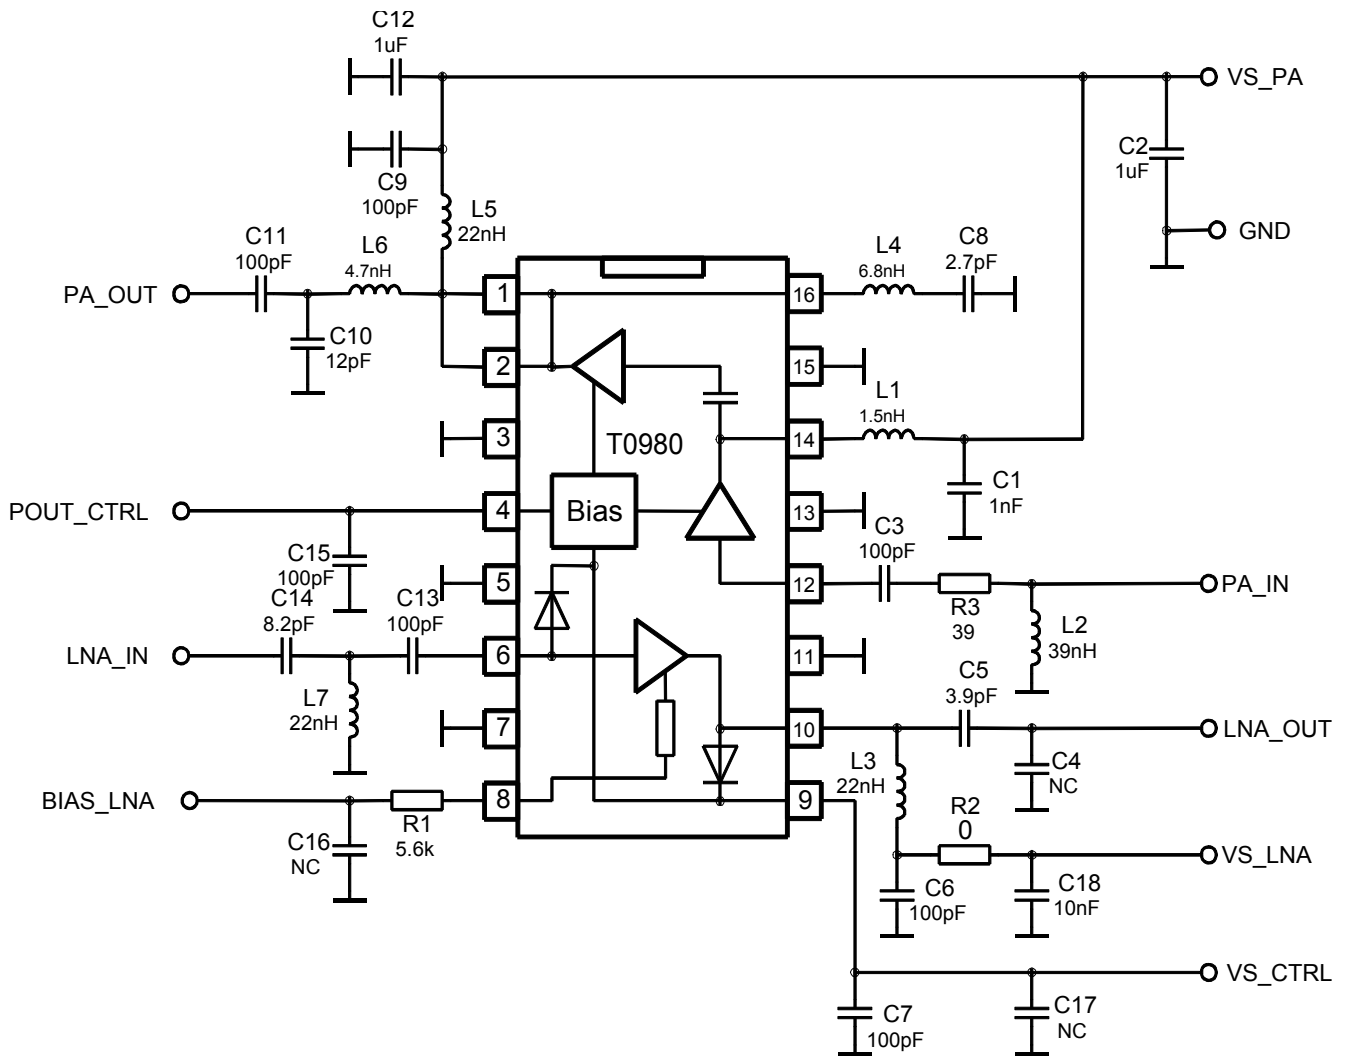 C12
1uF
VS_PA
C2
1uF
C9
100pF
L5
22nH
C11
100pF
L6
4.7nH
GND
L4
6.8nH
C8
2.7pF
PA_OUT
1
16
C10
12pF
2
15
L1
1.5nH
3
T0980
14
C1
1nF
POUT_CTRL
4
Bias
13
C3
100pF
C15
100pF
5
12
PA_IN
R3
39
C14
8.2pF
C13
100pF
L2
39nH
LNA_IN
6
11
C5
3.9pF
L7
22nH
7
10
LNA_OUT
L3
22nH
C4
NC
BIAS_LNA
8
9
R1
5.6k
R2
0
C16
NC
VS_LNA
C6
100pF
C18
10nF
VS_CTRL
C7
100pF
C17
NC